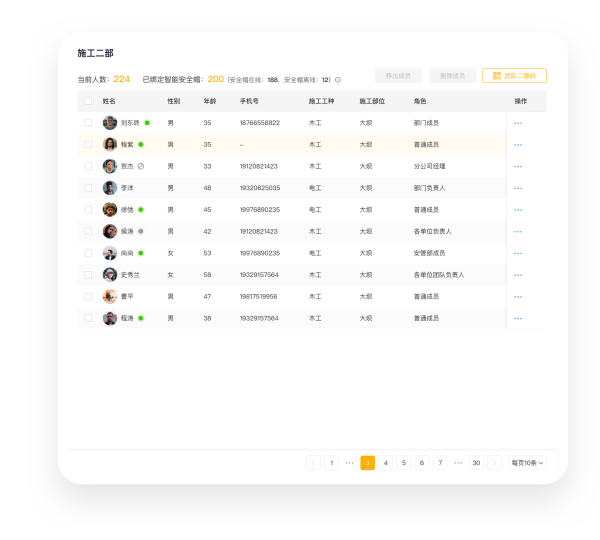 施工二部
当前人数： 224 已绑定智能安全帽： 200 (安全帽在线： 188, 安全帽离线： 12)
移出成员 删除成员 团队二维码
姓名 性别 年龄 手机号 施工工种 施工部位 角色 操作
刘东畴 男 35 18766558822 木工 大坝 部门成员 •••
程紫 男 35 – 木工 大坝 普通成员 •••
贺杰 男 33 19120821423 木工 大坝 分公司经理 •••
李洋 男 48 19320625035 电工 大坝 部门负责人 •••
徐恺 男 45 19976890235 电工 大坝 普通成员 •••
侯涛 男 42 19120821423 木工 大坝 各单位负责人 •••
尚尚 女 53 19976890235 电工 大坝 安管部成员 •••
史秀兰 女 58 19329157564 木工 大坝 各单位团队负责人 •••
曹平 男 47 19817519956 木工 大坝 普通成员 •••
程涛 男 38 19329157564 木工 大坝 普通成员 •••
< 1 ••• 3 4 5 6 7 ••• 30 > 每页10条